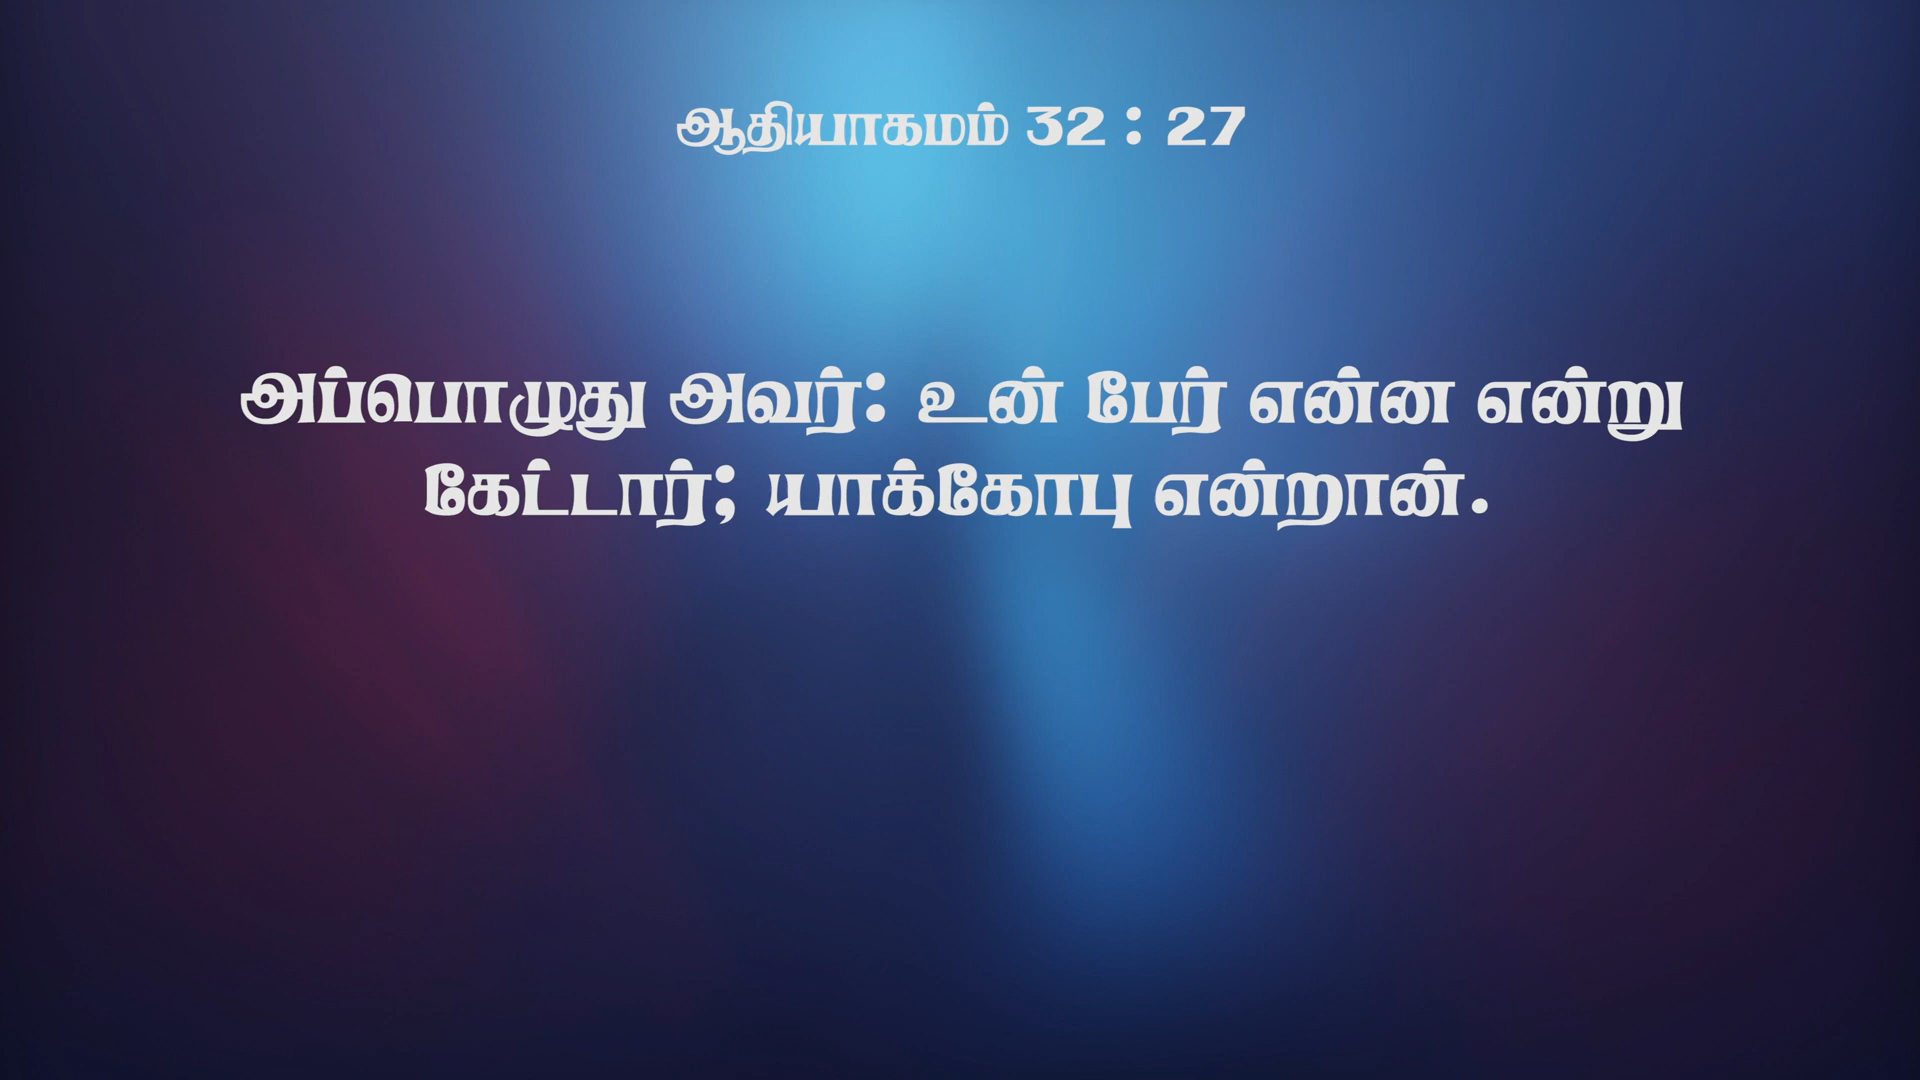 ஆதியாகமம் 32 : 27
அப்பொழுது அவர்: உன் பேர் என்ன என்று
கேட்டார்; யாக்கோபு என்றான்.